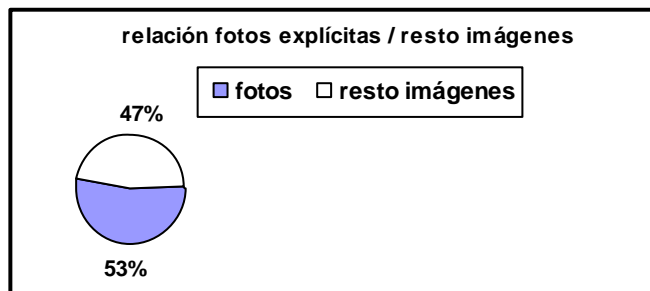 relación fotos explícitas / resto imágenes
fotos resto imágenes
47%
53%